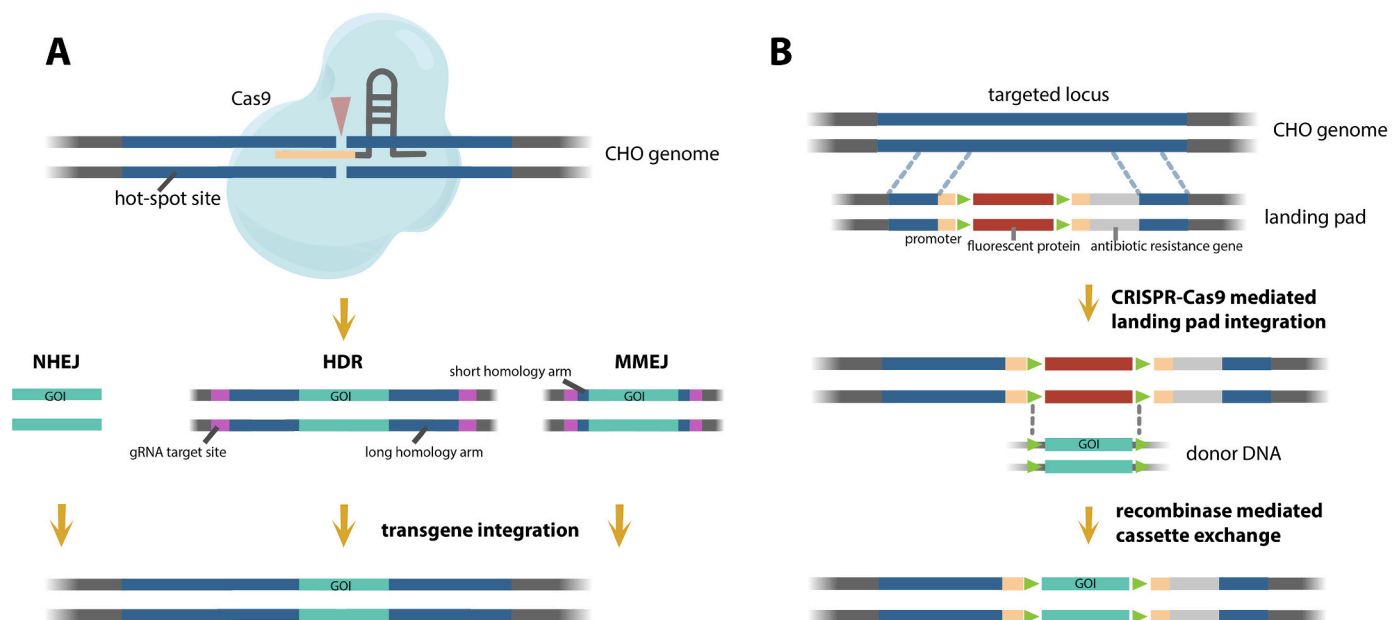 A
Cas9
CHO genome
hot-spot site
NHEJ
HDR
MMEJ
short homology arm
GOI
GOI
GOI
gRNA target site
long homology arm
transgene integration
GOI
B
targeted locus
CHO genome
landing pad
promoter
fluorescent protein
antibiotic resistance gene
CRISPR-Cas9 mediated
landing pad integration
GOI
donor DNA
recombinase mediated
cassette exchange
GOI